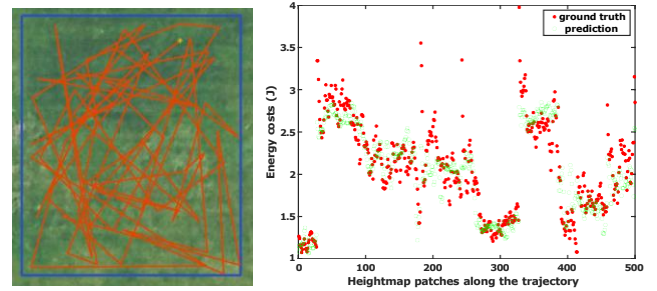 ground truth
prediction
4
3.5
3
2.5
2
1.5
1
Energy costs (J)
0 100 200 300 400 500
Heightmap patches along the trajectory